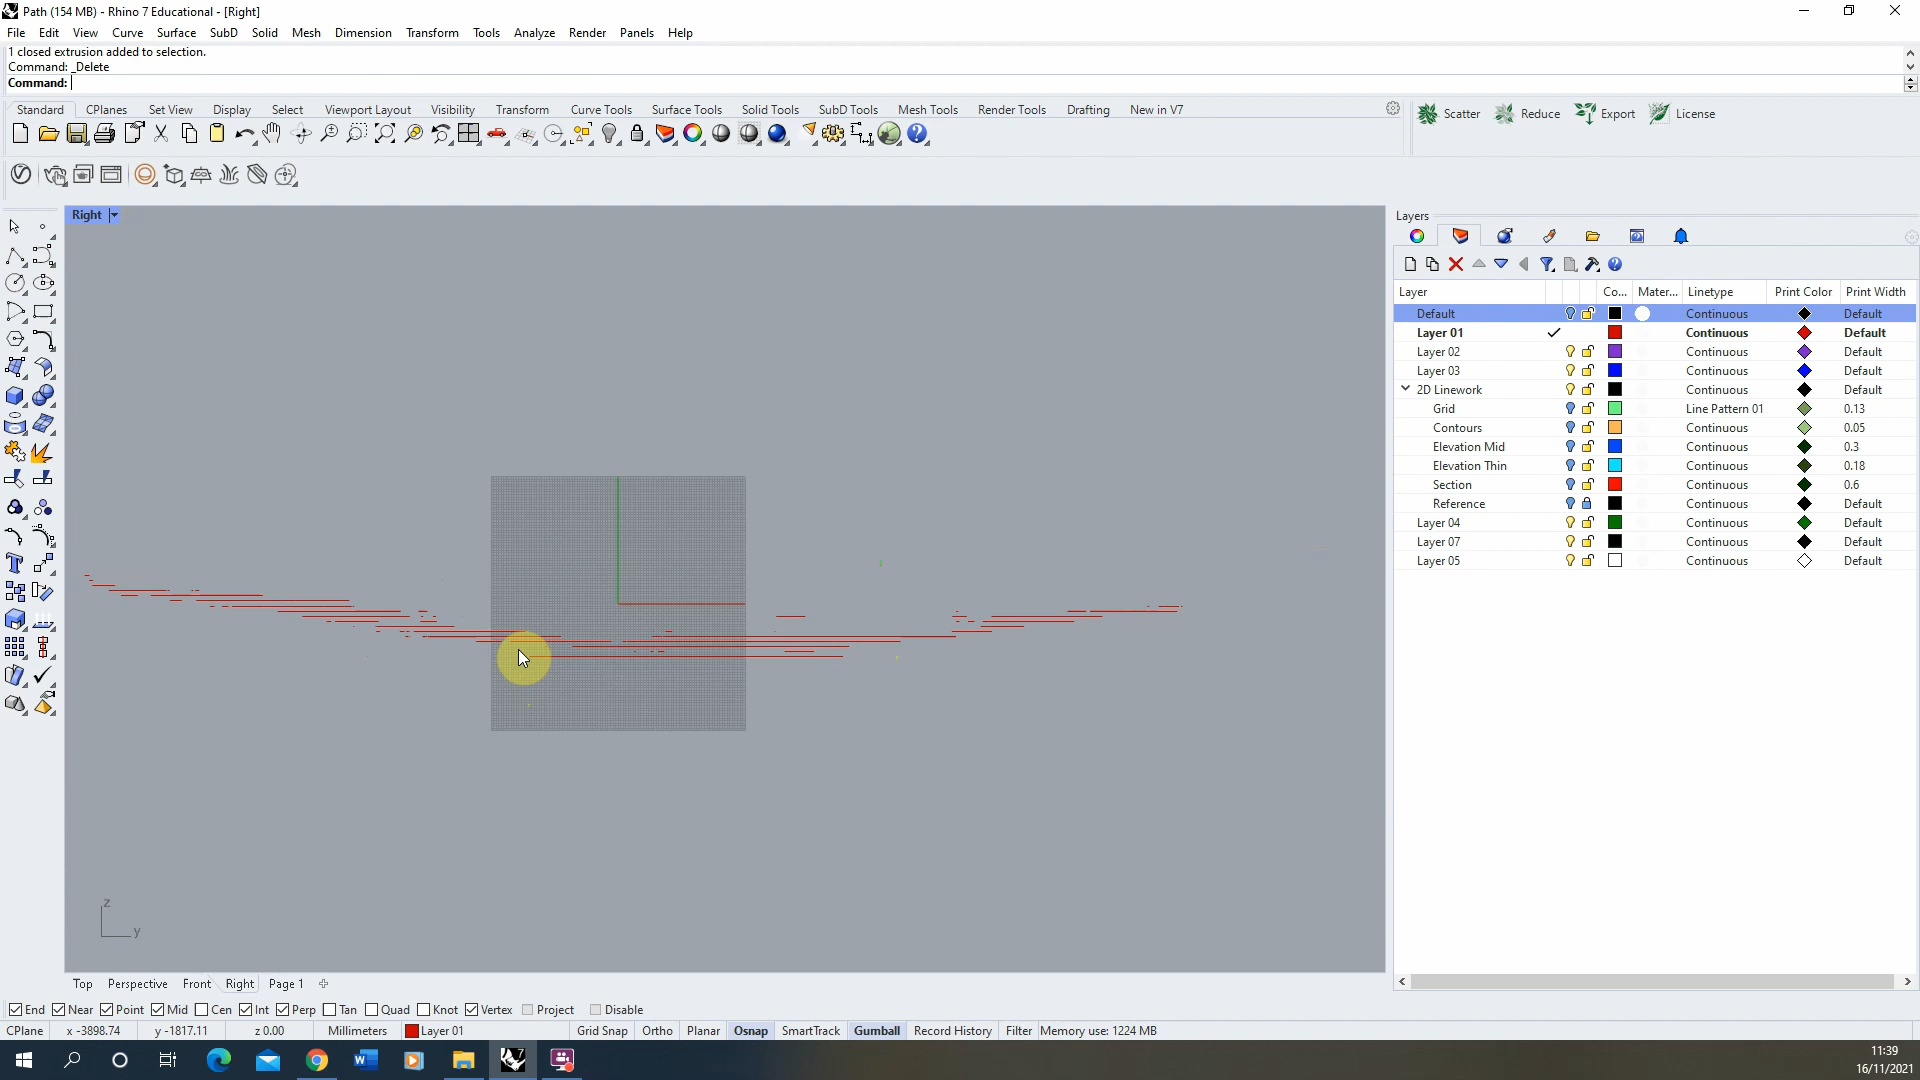 Path (154 MB) - Rhino 7 Educational - [Right]
File Edit View Curve Surface SubD Solid Mesh Dimension Transform Tools Analyze Render Panels Help
1 closed extrusion added to selection.
Command: _Delete
Command:
Standard CPlanes Set View Display Select Viewport Layout Visibility Transform Curve Tools Surface Tools Solid Tools SubD Tools Mesh Tools Render Tools Drafting New in V7
Scatter Reduce Export License
Right
Layers
Layer Co... Mater... Linetype Print Color Print Width
Default Continuous Default
Layer 01 Continuous Default
Layer 02 Continuous Default
Layer 03 Continuous Default
2D Linework Continuous Default
Grid Line Pattern 01 0.13
Contours Continuous 0.05
Elevation Mid Continuous 0.3
Elevation Thin Continuous 0.18
Section Continuous 0.6
Reference Continuous Default
Layer 04 Continuous Default
Layer 07 Continuous Default
Layer 05 Continuous Default
z
y
Top Perspective Front Right Page 1
End Near Point Mid Cen Int Perp Tan Quad Knot Vertex Project Disable
CPlane x -3898.74 y -1817.11 z 0.00 Millimeters Layer 01 Grid Snap Ortho Planar Osnap SmartTrack Gumball Record History Filter Memory use: 1224 MB
11:39
16/11/2021